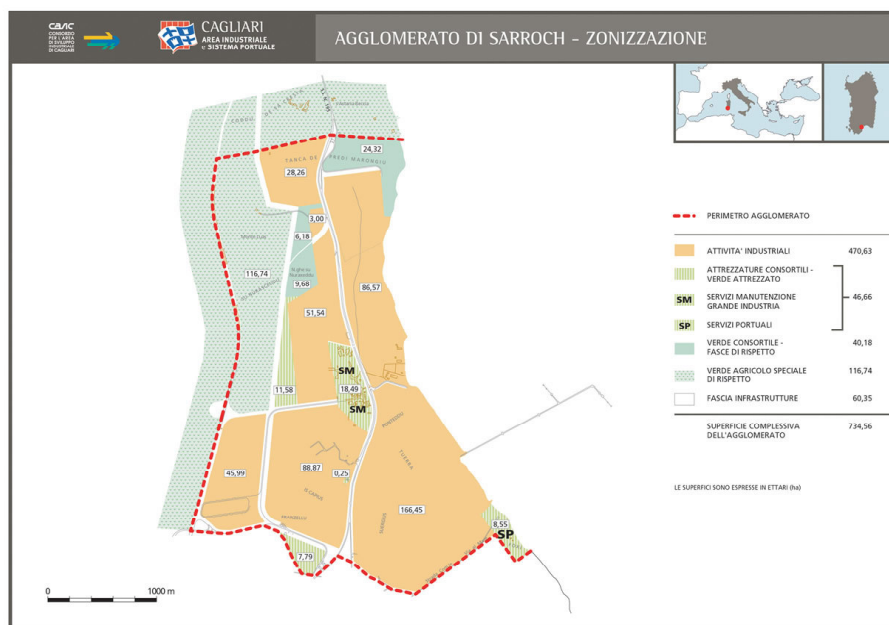 CONSORZIO
PER L'AREA
DI SVILUPPO
INDUSTRIALE
DI CAGLIARI
CAGLIARI
AREA INDUSTRIALE
E SISTEMA PORTUALE
AGGLOMERATO DI SARROCH – ZONIZZAZIONE
24,32
TANCA DE PREDI MARONGIU
28,26
3,00
6,18
116,74
9,68
86,57
51,54
SM
11,58
18,49
SM
45,99
88,87
0,25
166,45
8,55
SP
7,79
0
1000 m
PERIMETRO AGGLOMERATO
ATTIVITA' INDUSTRIALI 470,63
ATTREZZATURE CONSORTILI -
VERDE ATTREZZATO
SM SERVIZI MANUTENZIONE
GRANDE INDUSTRIA
46,66
SP SERVIZI PORTUALI
VERDE CONSORTILE -
FASCE DI RISPETTO
40,18
VERDE AGRICOLO SPECIALE
DI RISPETTO
116,74
FASCIA INFRASTRUTTURE 60,35
SUPERFICIE COMPLESSIVA
DELL'AGGLOMERATO
734,56
LE SUPERFICI SONO ESPRESSE IN ETTARI (ha)